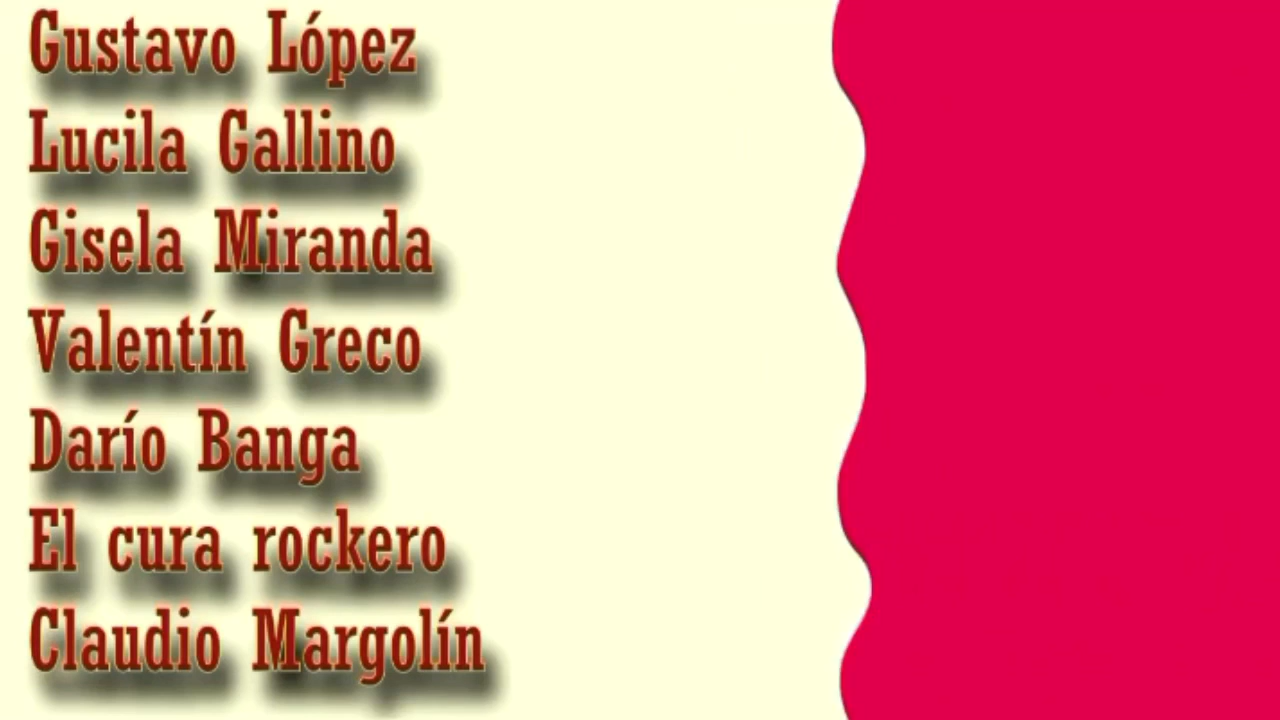 Gustavo López
Lucila Gallino
Gisela Miranda
Valentín Greco
Darío Banga
El cura rockero
Claudio Margolín